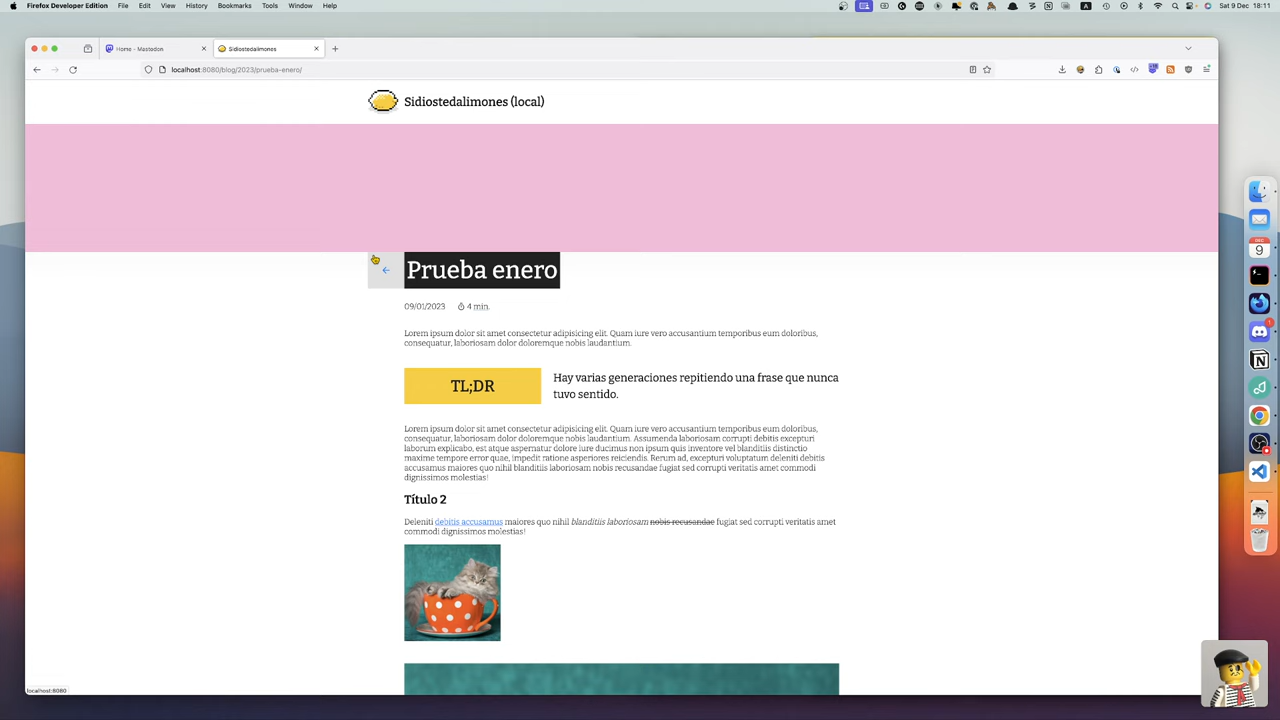 Firefox Developer Edition File Edit View History Bookmarks Tools Window Help
Sat 9 Dec 18:11
Home - Mastodon
Sidiostedalimones
localhost:8080/blog/2023/prueba-enero/
Sidiostedalimones (local)
Prueba enero
09/01/2023 4 min.
Lorem ipsum dolor sit amet consectetur adipisicing elit. Quam iure vero accusantium temporibus eum doloribus,
consequatur, laboriosam dolor doloremque nobis laudantium.
TL;DR
Hay varias generaciones repitiendo una frase que nunca
tuvo sentido.
Lorem ipsum dolor sit amet consectetur adipisicing elit. Quam iure vero accusantium temporibus eum doloribus,
consequatur, laboriosam dolor doloremque nobis laudantium. Assumenda laboriosam corrupti debitis excepturi
laborum explicabo, est atque aspernatur dolore iure ducimus non ipsum quis inventore vel blanditiis distinctio
maxime tempore error quae, impedit ratione asperiores reiciendis. Rerum ad, excepturi voluptatum deleniti debitis
accusamus maiores quo nihil blanditiis laboriosam nobis recusandae fugiat sed corrupti veritatis amet commodi
dignissimos molestias!
Título 2
Deleniti debitis accusamus maiores quo nihil blanditiis laboriosam nobis recusandae fugiat sed corrupti veritatis amet
commodi dignissimos molestias!
localhost:8080